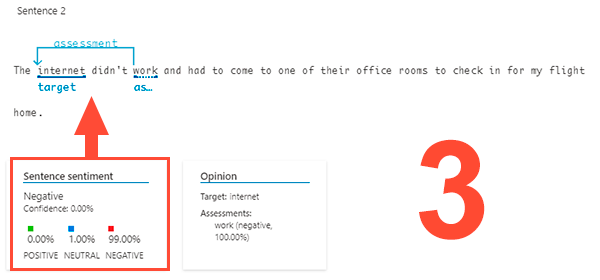 Sentence 2
assessment
The internet didn't work and had to come to one of their office rooms to check in for my flight
target as…
home.
Sentence sentiment
Negative
Confidence: 0.00%
0.00% 1.00% 99.00%
POSITIVE NEUTRAL NEGATIVE
Opinion
Target: internet
Assessments:
work (negative,
100.00%)
3